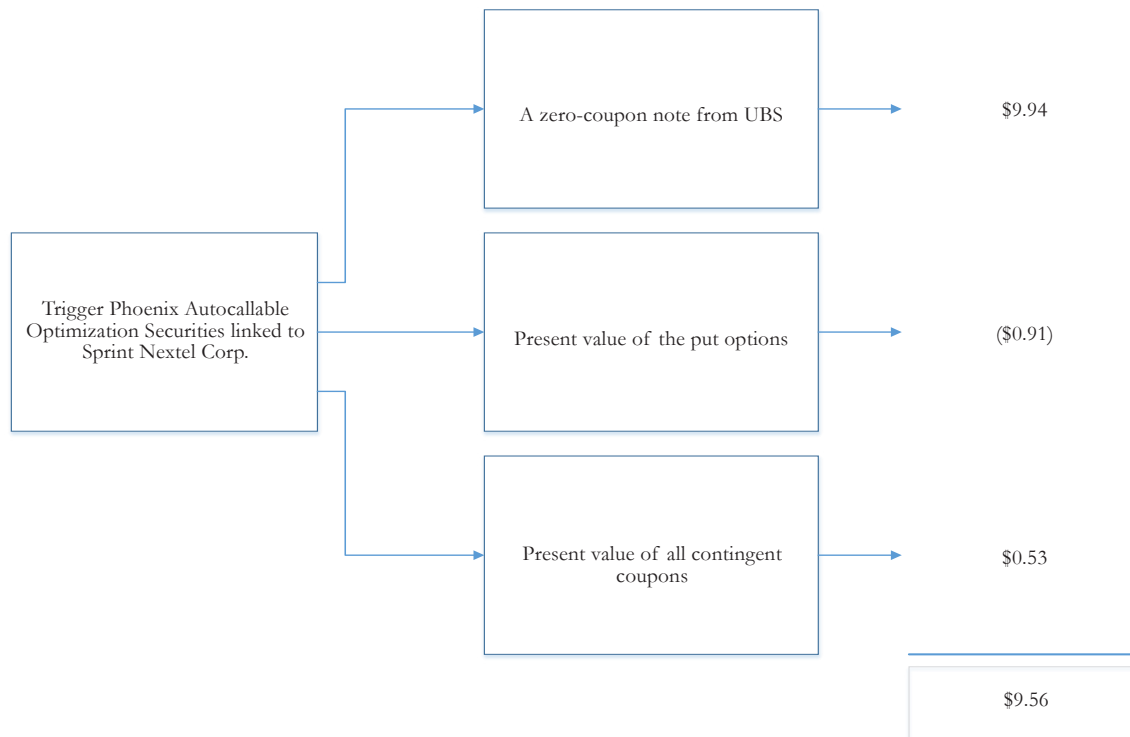 A zero-coupon note from UBS
$9.94
Trigger Phoenix Autocallable
Optimization Securities linked to
Sprint Nextel Corp.
Present value of the put options
($0.91)
Present value of all contingent
coupons
$0.53
$9.56